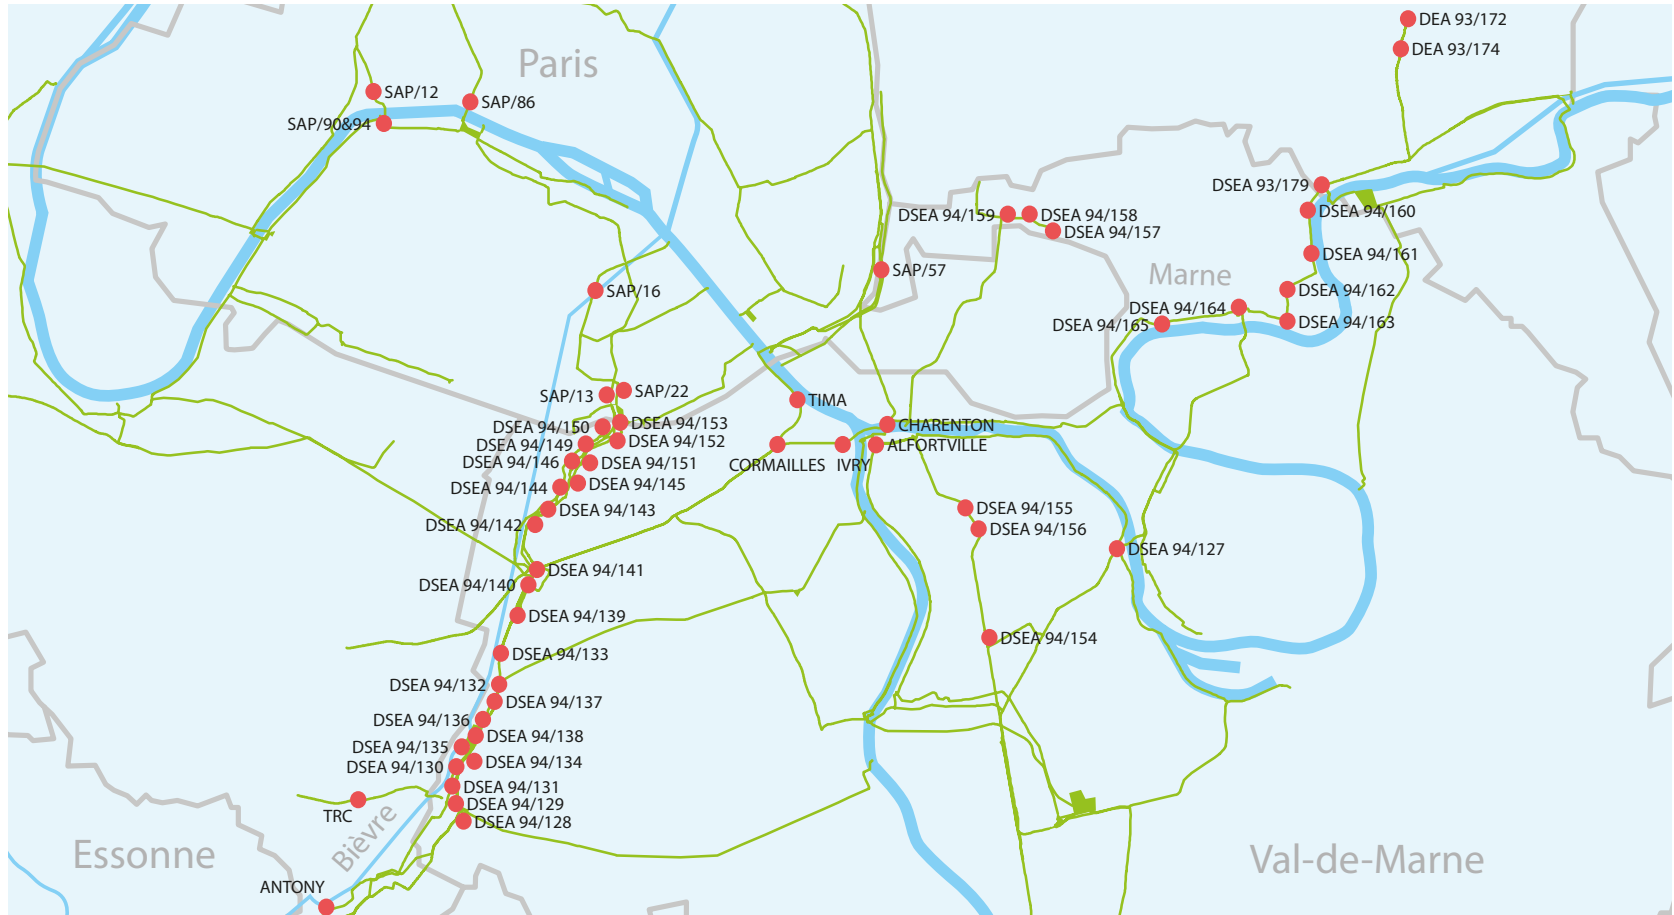 DEA 93/172
DEA 93/174
Paris
SAP/12
SAP/86
SAP/90&94
DSEA 93/179
DSEA 94/159
DSEA 94/158
DSEA 94/160
DSEA 94/157
DSEA 94/161
SAP/57
Marne
SAP/16
DSEA 94/162
DSEA 94/164
DSEA 94/163
DSEA 94/165
SAP/13
SAP/22
TIMA
DSEA 94/150
DSEA 94/153
CHARENTON
DSEA 94/149
DSEA 94/152
ALFORTVILLE
DSEA 94/146
DSEA 94/151
CORMAILLES
IVRY
DSEA 94/144
DSEA 94/145
DSEA 94/143
DSEA 94/155
DSEA 94/142
DSEA 94/156
DSEA 94/127
DSEA 94/141
DSEA 94/140
DSEA 94/139
DSEA 94/154
DSEA 94/133
DSEA 94/132
DSEA 94/137
DSEA 94/136
DSEA 94/138
DSEA 94/135
DSEA 94/134
DSEA 94/130
DSEA 94/131
DSEA 94/129
TRC
DSEA 94/128
Bièvre
Essonne
Val-de-Marne
ANTONY